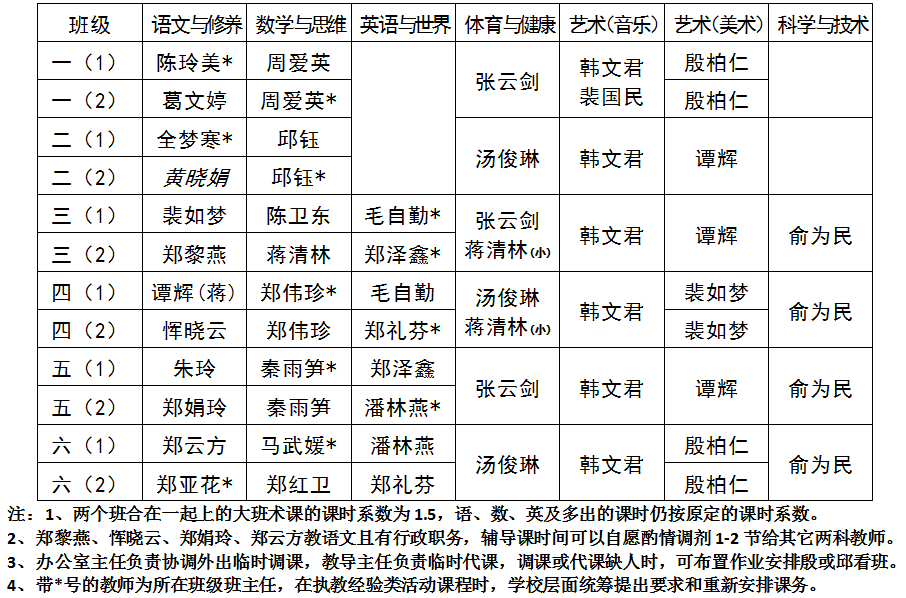 班级 语文与修养 数学与思维 英语与世界 体育与健康 艺术(音乐) 艺术(美术) 科学与技术
一（1） 陈玲美* 周爱英 张云剑 韩文君 裴国民 殷柏仁
一（2） 葛文婷 周爱英* 殷柏仁
二（1） 全梦寒* 邱钰 汤俊琳 韩文君 谭辉
二（2） 黄晓娟 邱钰*
三（1） 裴如梦 陈卫东 毛自勤* 张云剑 蒋清林(小) 韩文君 谭辉 俞为民
三（2） 郑黎燕 蒋清林 郑泽鑫*
四（1） 谭辉(蒋) 郑伟珍* 毛自勤 汤俊琳 蒋清林(小) 韩文君 裴如梦 俞为民
四（2） 恽晓云 郑伟珍 郑礼芬* 裴如梦
五（1） 朱玲 秦雨笋* 郑泽鑫 张云剑 韩文君 谭辉 俞为民
五（2） 郑娟玲 秦雨笋 潘林燕*
六（1） 郑云方 马武媛* 潘林燕 汤俊琳 韩文君 殷柏仁 俞为民
六（2） 郑亚花* 郑红卫 郑礼芬 殷柏仁
注：1、两个班合在一起上的大班术课的课时系数为1.5，语、数、英及多出的课时仍按原定的课时系数。
2、郑黎燕、恽晓云、郑娟玲、郑云方教语文且有行政职务，辅导课时间可以自愿酌情调剂1-2节给其它两科教师。
3、办公室主任负责协调外出临时调课，教导主任负责临时代课，调课或代课缺人时，可布置作业安排殷或邱看班。
4、带*号的教师为所在班级班主任，在执教经验类活动课程时，学校层面统筹提出要求和重新安排课务。